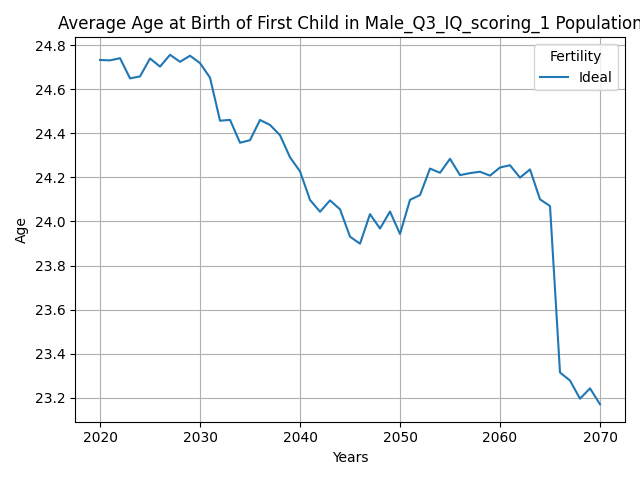 Average Age at Birth of First Child in Male_Q3_IQ_scoring_1 Population
24.8
24.6
24.4
24.2
24.0
23.8
23.6
23.4
23.2
Age
Fertility
Ideal
2020 2030 2040 2050 2060 2070
Years